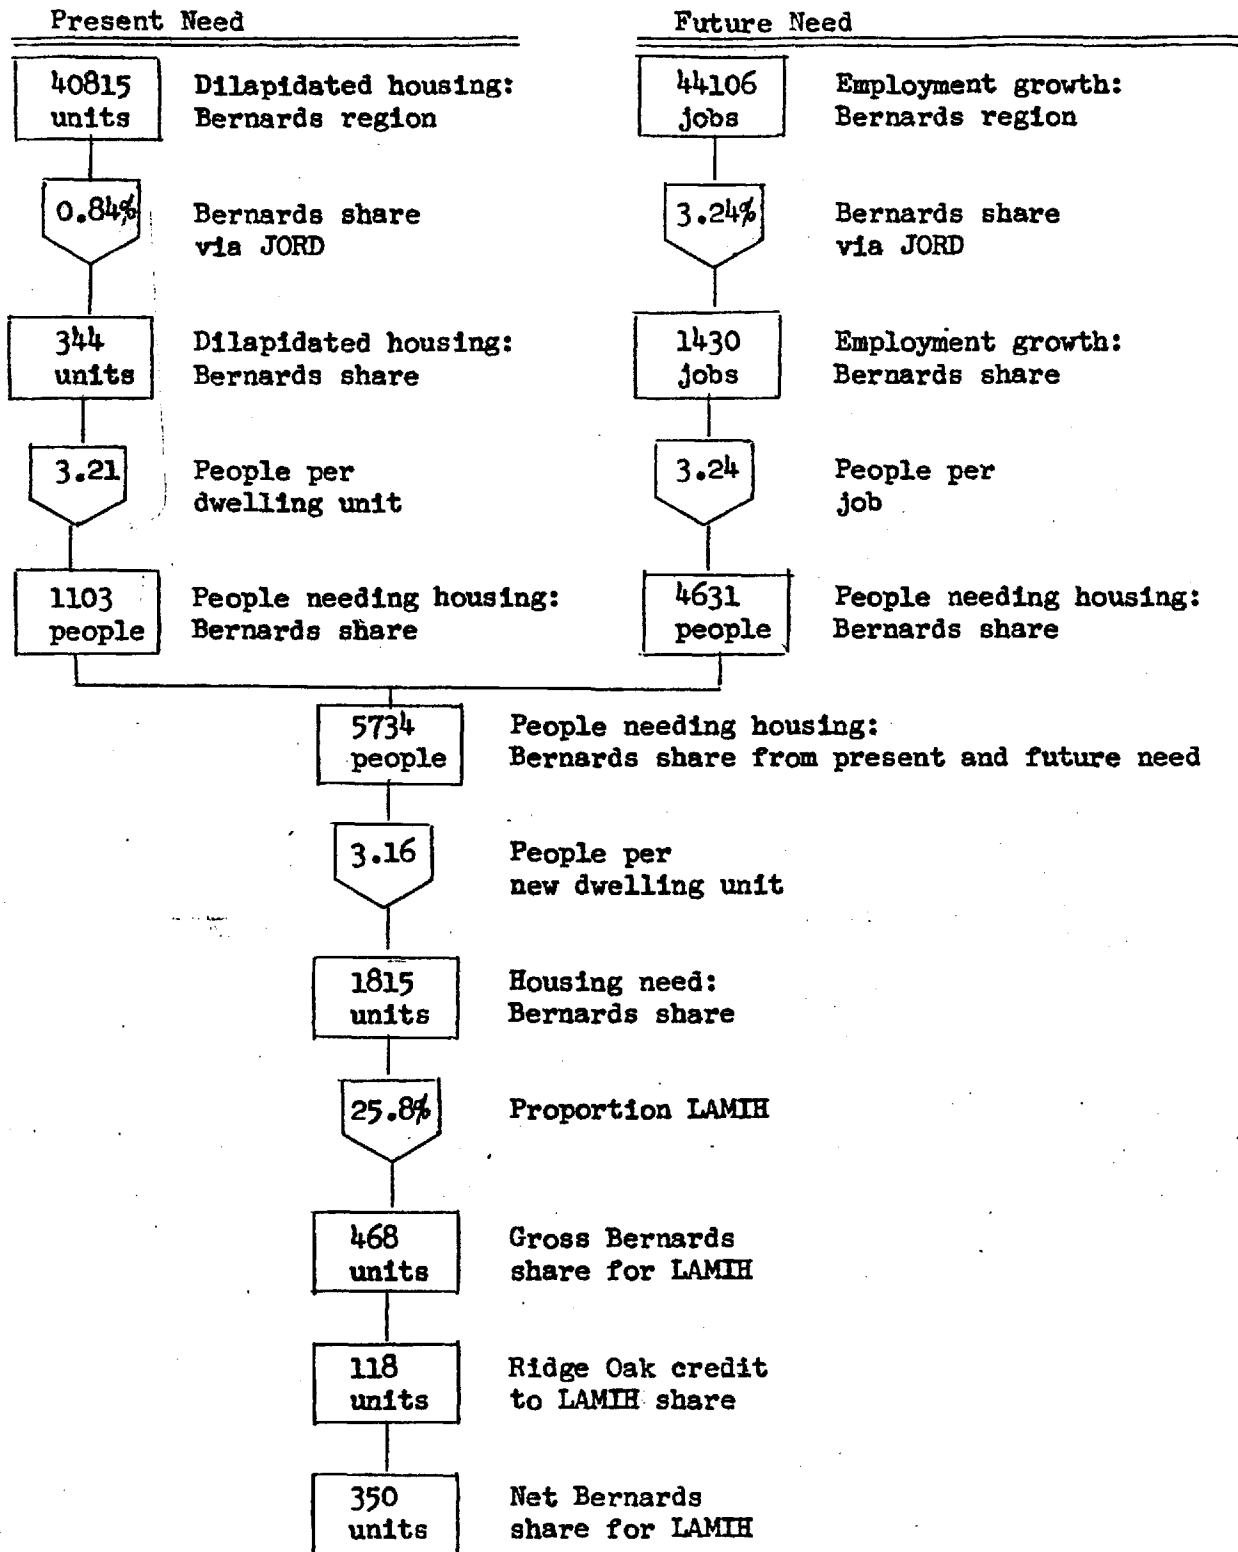 Present Need
40815
units
Dilapidated housing:
Bernards region
0.84%
Bernards share
via JORD
344
units
Dilapidated housing:
Bernards share
3.21
People per
dwelling unit
1103
people
People needing housing:
Bernards share
Future Need
44106
jobs
Employment growth:
Bernards region
3.24%
Bernards share
via JORD
1430
jobs
Employment growth:
Bernards share
3.24
People per
job
4631
people
People needing housing:
Bernards share
5734
people
People needing housing:
Bernards share from present and future need
3.16
People per
new dwelling unit
1815
units
Housing need:
Bernards share
25.8%
Proportion LAMIH
468
units
Gross Bernards
share for LAMIH
118
units
Ridge Oak credit
to LAMIH share
350
units
Net Bernards
share for LAMIH